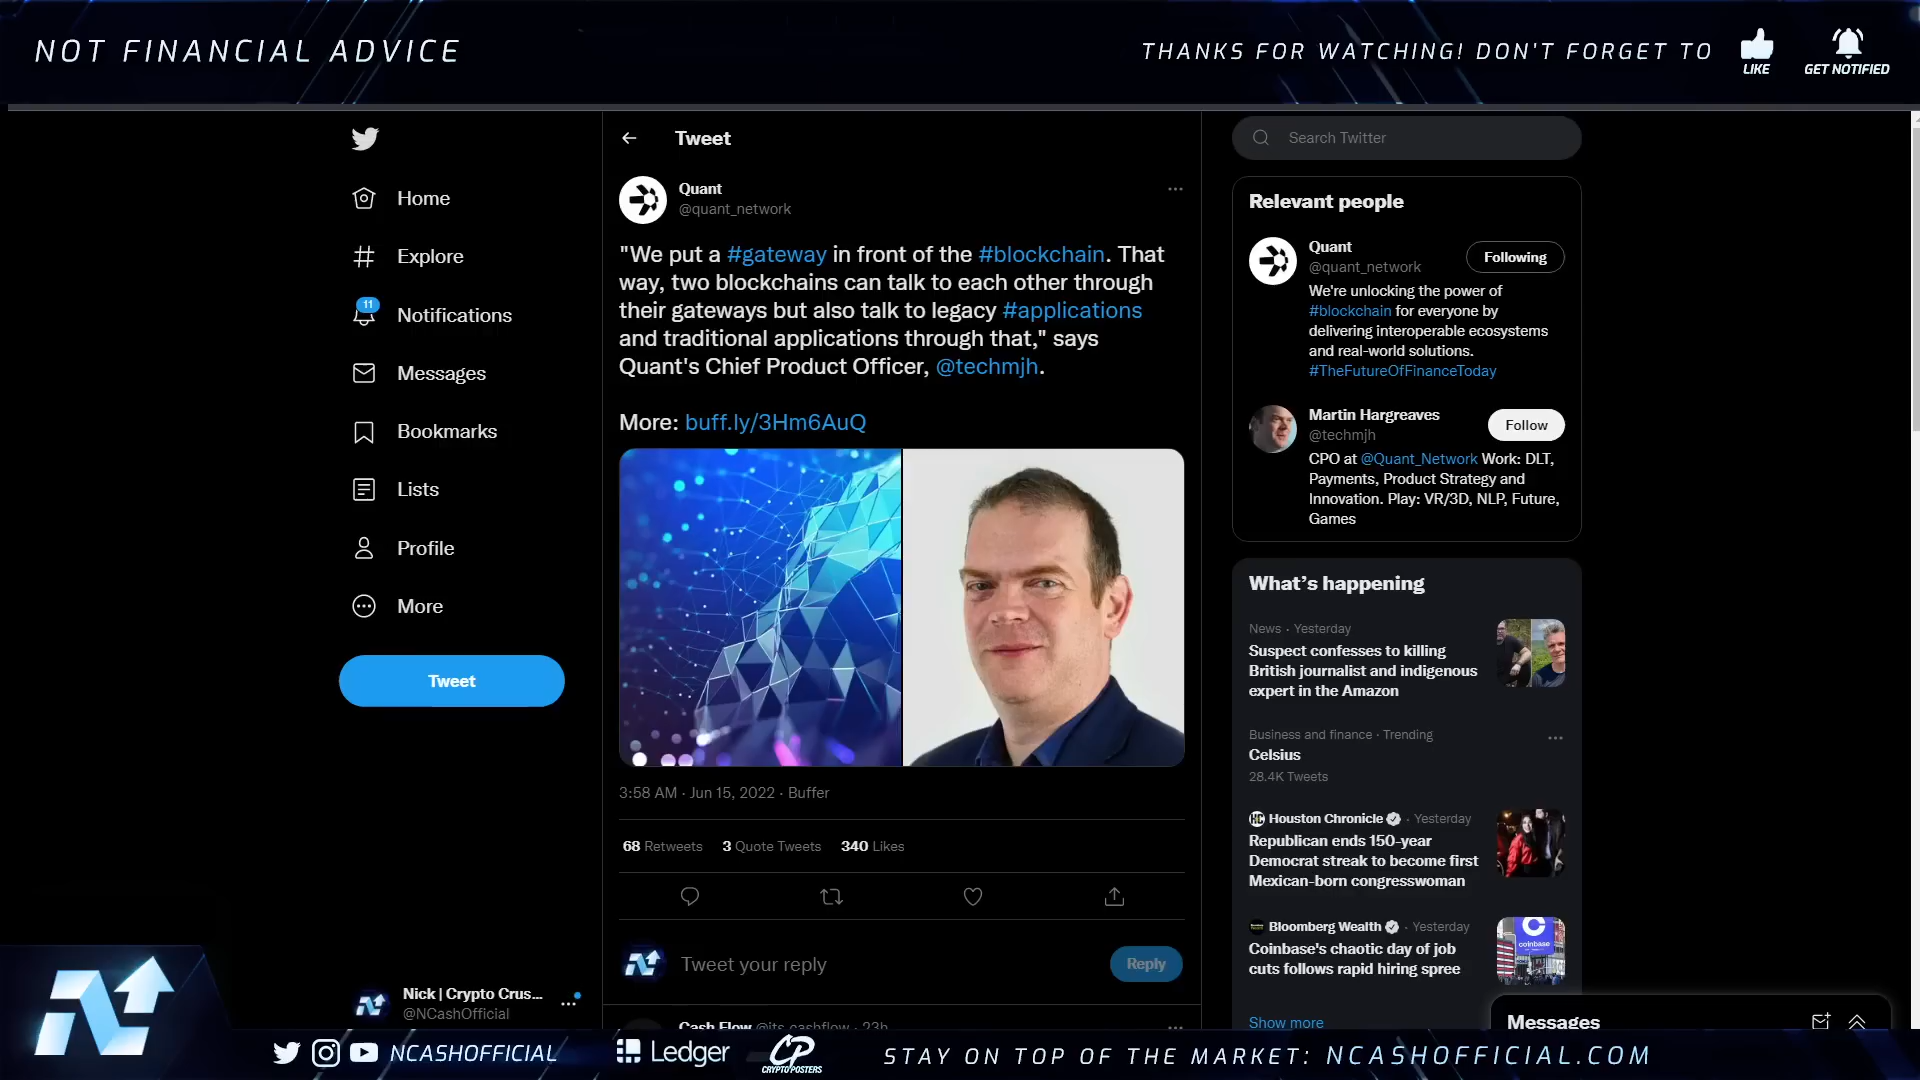 NOT FINANCIAL ADVICE
THANKS FOR WATCHING! DON'T FORGET TO
LIKE
GET NOTIFIED
Home
Explore
11
Notifications
Messages
Bookmarks
Lists
Profile
More
Tweet
Nick | Crypto Crus...
@NCashOfficial
Tweet
Quant
@quant_network
"We put a #gateway in front of the #blockchain. That
way, two blockchains can talk to each other through
their gateways but also talk to legacy #applications
and traditional applications through that," says
Quant's Chief Product Officer, @techmjh.
More: buff.ly/3Hm6AuQ
3:58 AM · Jun 15, 2022 · Buffer
68 Retweets 3 Quote Tweets 340 Likes
Tweet your reply
Reply
Cash Flow @its_cashflow · 23h
Search Twitter
Relevant people
Quant
@quant_network
Following
We're unlocking the power of
#blockchain for everyone by
delivering interoperable ecosystems
and real-world solutions.
#TheFutureOfFinanceToday
Martin Hargreaves
@techmjh
Follow
CPO at @Quant_Network Work: DLT,
Payments, Product Strategy and
Innovation. Play: VR/3D, NLP, Future,
Games
What's happening
News · Yesterday
Suspect confesses to killing
British journalist and indigenous
expert in the Amazon
Business and finance · Trending
Celsius
28.4K Tweets
Houston Chronicle · Yesterday
Republican ends 150-year
Democrat streak to become first
Mexican-born congresswoman
Bloomberg Wealth · Yesterday
Coinbase's chaotic day of job
cuts follows rapid hiring spree
coinbase
Show more
Messages
NCASHOFFICIAL
Ledger
CP
CRYPTOPOSTERS
STAY ON TOP OF THE MARKET: NCASHOFFICIAL.COM